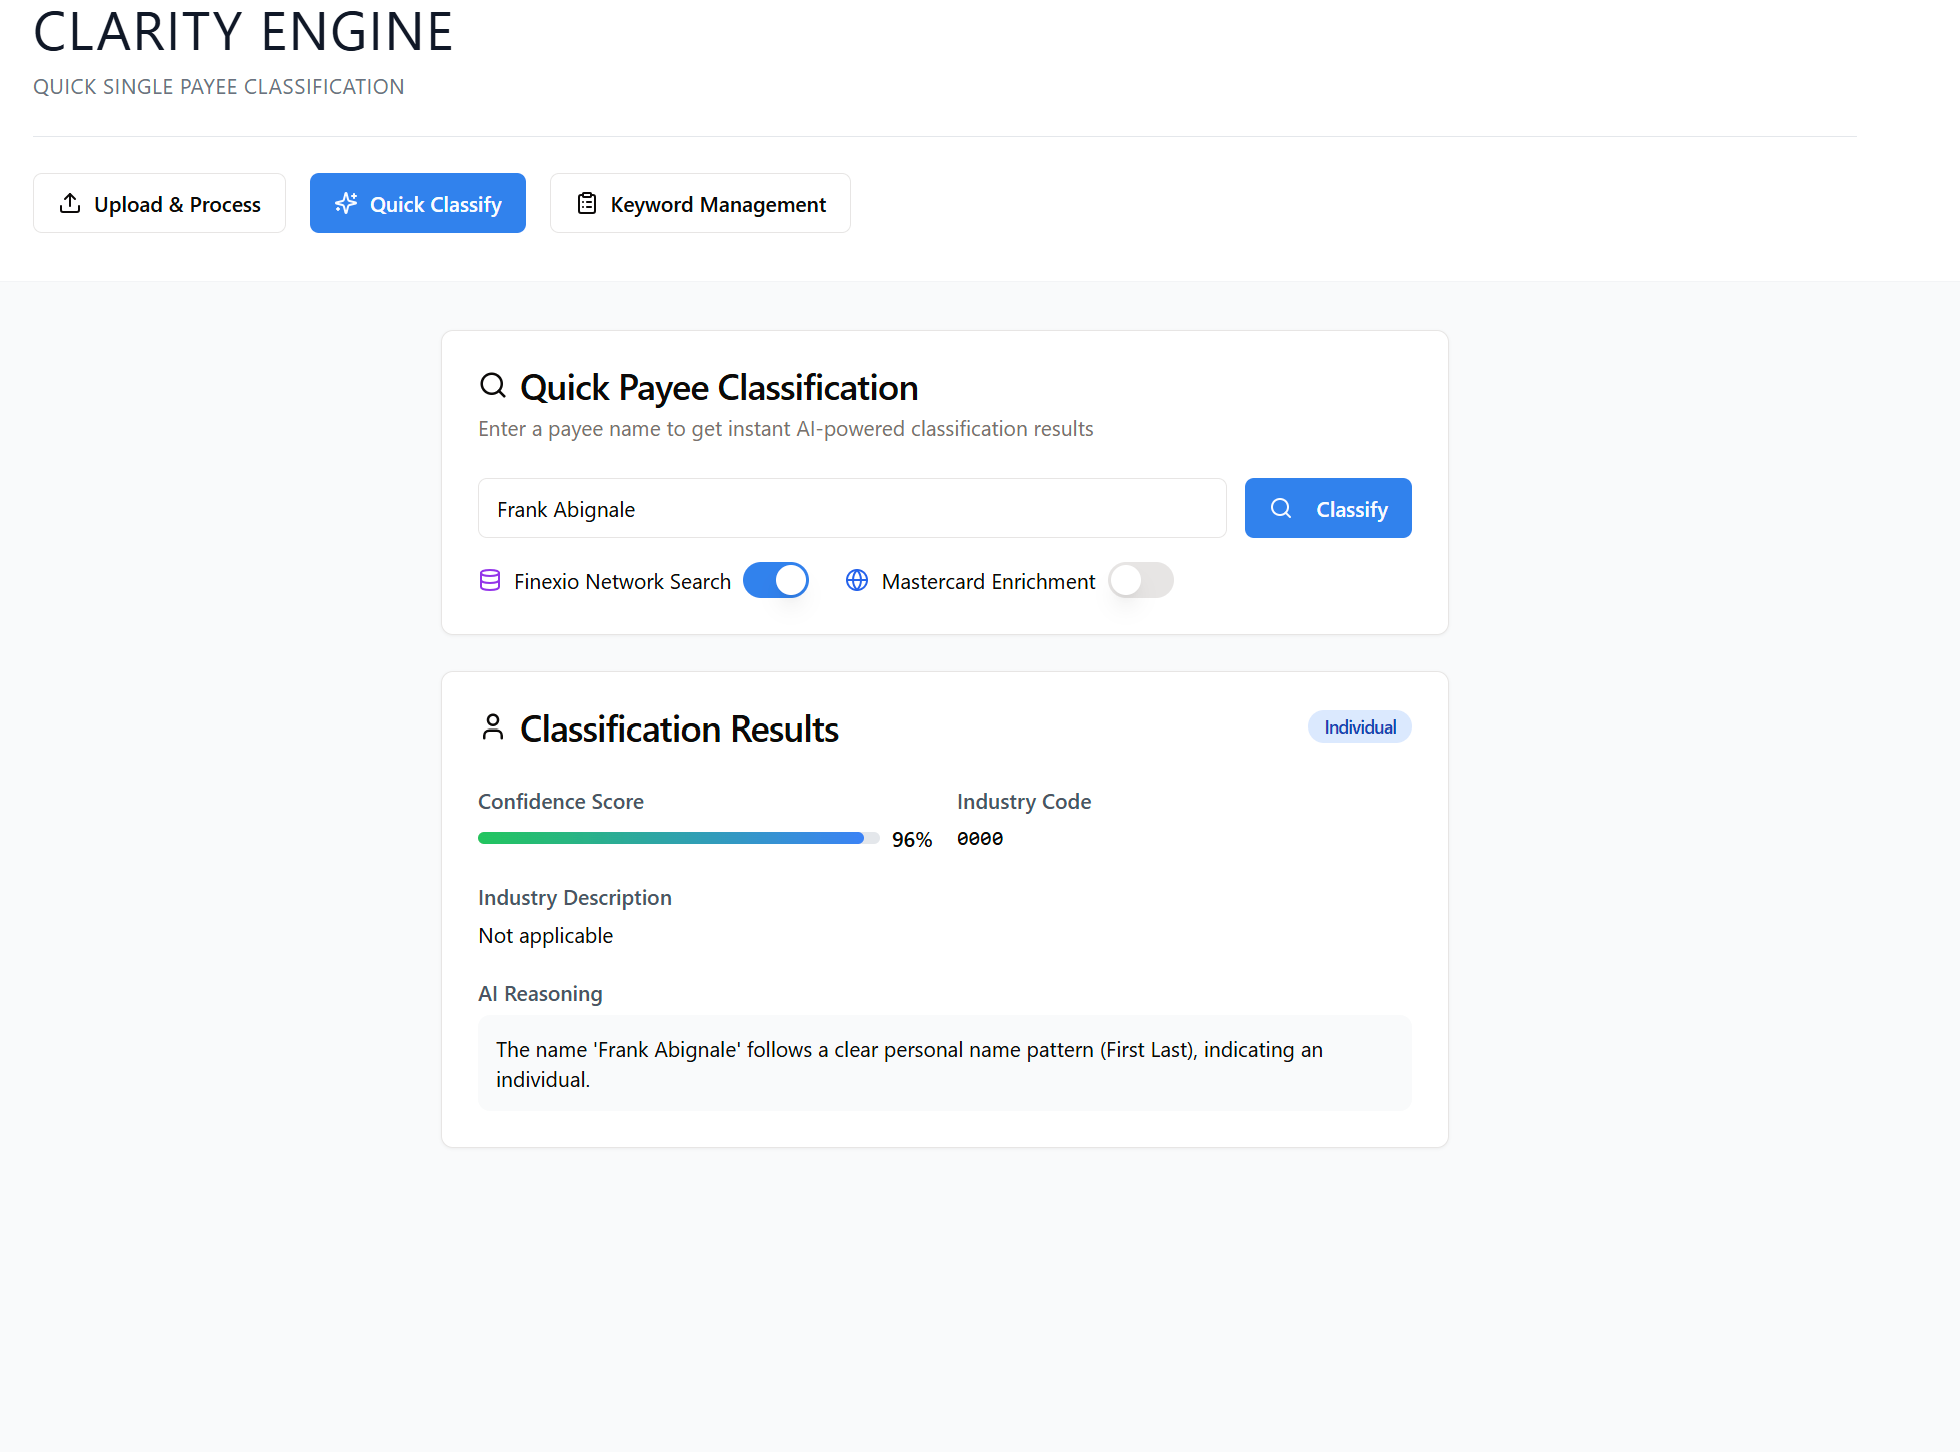 CLARITY ENGINE
QUICK SINGLE PAYEE CLASSIFICATION
Upload & Process
Quick Classify
Keyword Management
Quick Payee Classification
Enter a payee name to get instant AI-powered classification results
Frank Abignale
Classify
Finexio Network Search
Mastercard Enrichment
Classification Results
Individual
Confidence Score
Industry Code
96%
0000
Industry Description
Not applicable
AI Reasoning
The name 'Frank Abignale' follows a clear personal name pattern (First Last), indicating an
individual.